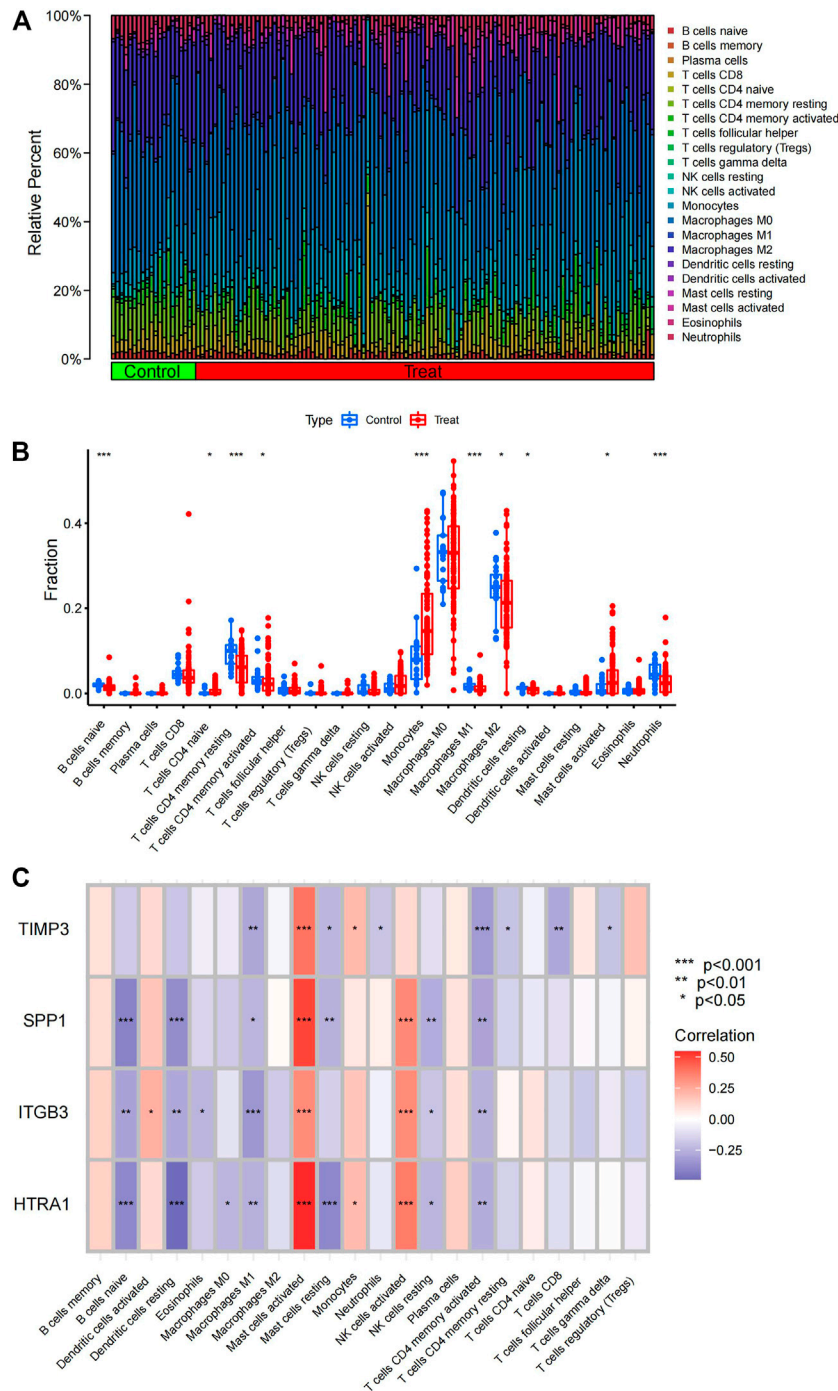 A
100%
80%
60%
40%
20%
0%
Relative Percent
Control
Treat
B cells naive
B cells memory
Plasma cells
T cells CD8
T cells CD4 naive
T cells CD4 memory resting
T cells CD4 memory activated
T cells follicular helper
T cells regulatory (Tregs)
T cells gamma delta
NK cells resting
NK cells activated
Monocytes
Macrophages M0
Macrophages M1
Macrophages M2
Dendritic cells resting
Dendritic cells activated
Mast cells resting
Mast cells activated
Eosinophils
Neutrophils
Type Control Treat
B
*** * *** * *** *** * * * ***
0.4
0.2
0.0
Fraction
B cells naive
B cells memory
Plasma cells
T cells CD8
T cells CD4 naive
T cells CD4 memory resting
T cells CD4 memory activated
T cells follicular helper
T cells regulatory (Tregs)
T cells gamma delta
NK cells resting
NK cells activated
Monocytes
Macrophages M0
Macrophages M1
Macrophages M2
Dendritic cells resting
Dendritic cells activated
Mast cells resting
Mast cells activated
Eosinophils
Neutrophils
C
TIMP3 ** *** * * * *** * ** *
SPP1 *** *** * *** ** *** ** **
ITGB3 ** * ** * *** *** *** * **
HTRA1 *** *** * ** *** *** * *** * **
*** p<0.001
** p<0.01
* p<0.05
Correlation
0.50
0.25
0.00
−0.25
B cells memory
B cells naive
Dendritic cells activated
Dendritic cells resting
Eosinophils
Macrophages M0
Macrophages M1
Macrophages M2
Mast cells activated
Mast cells resting
Monocytes
Neutrophils
NK cells activated
NK cells resting
Plasma cells
T cells CD4 memory activated
T cells CD4 memory resting
T cells CD4 naive
T cells CD8
T cells follicular helper
T cells gamma delta
T cells regulatory (Tregs)